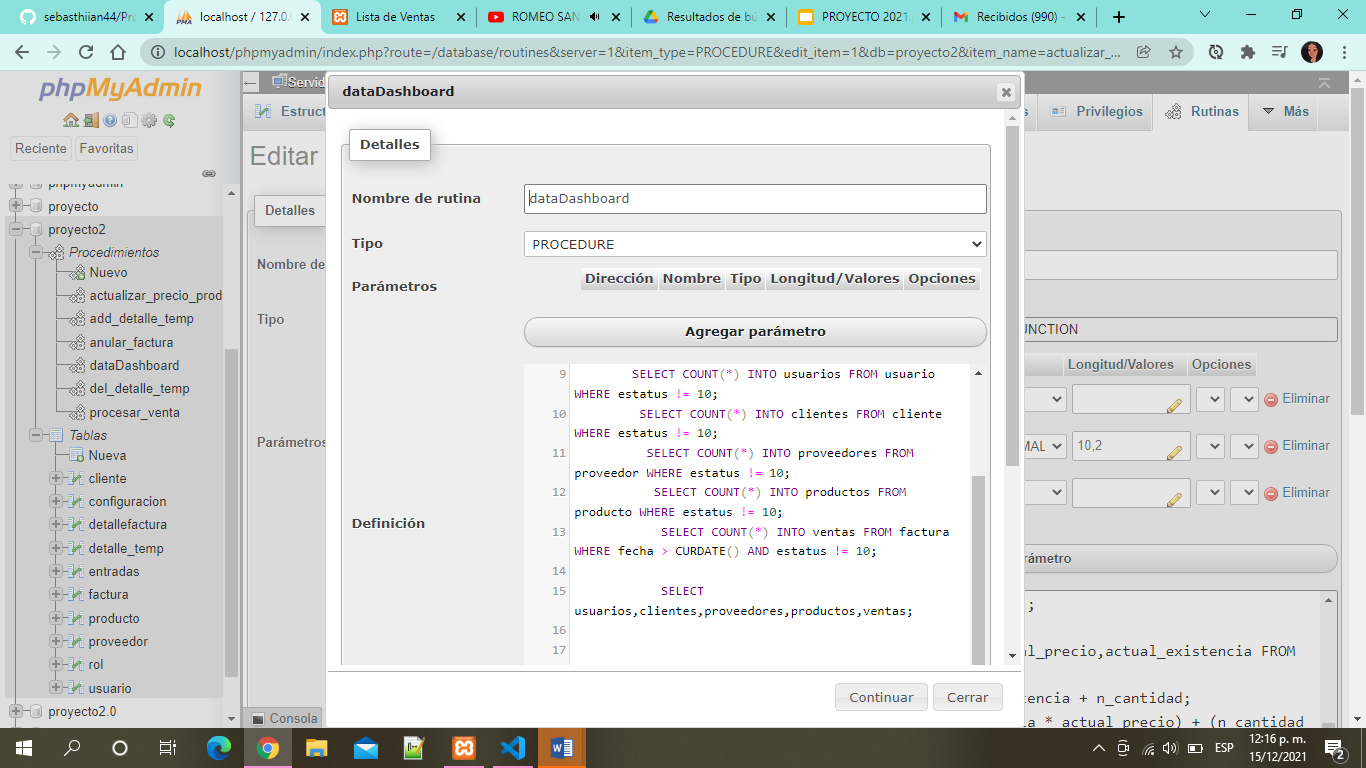 sebasthiian44/Pro
localhost / 127.0.
Lista de Ventas
ROMEO SAN
Resultados de bú
PROYECTO 2021.
Recibidos (990) -
localhost/phpmyadmin/index.php?route=/database/routines&server=1&item_type=PROCEDURE&edit_item=1&db=proyecto2&item_name=actualizar_...
phpMyAdmin
Reciente
Favoritas
phpmyadmin
proyecto
proyecto2
Procedimientos
Nuevo
actualizar_precio_prod
add_detalle_temp
anular_factura
dataDashboard
del_detalle_temp
procesar_venta
Tablas
Nueva
cliente
configuracion
detallefactura
detalle_temp
entradas
factura
producto
proveedor
rol
usuario
proyecto2.0
Servid
Estruct
s
Privilegios
Rutinas
Más
Editar
Detalles
Nombre de
Tipo
Parámetros
Consola
dataDashboard
Detalles
Nombre de rutina
dataDashboard
Tipo
PROCEDURE
Parámetros
Dirección Nombre Tipo Longitud/Valores Opciones
Agregar parámetro
Definición
9 SELECT COUNT(*) INTO usuarios FROM usuario
WHERE estatus != 10;
10 SELECT COUNT(*) INTO clientes FROM cliente
WHERE estatus != 10;
11 SELECT COUNT(*) INTO proveedores FROM
proveedor WHERE estatus != 10;
12 SELECT COUNT(*) INTO productos FROM
producto WHERE estatus != 10;
13 SELECT COUNT(*) INTO ventas FROM factura
WHERE fecha > CURDATE() AND estatus != 10;
14
15 SELECT
usuarios,clientes,proveedores,productos,ventas;
16
17
Continuar
Cerrar
UNCTION
Longitud/Valores Opciones
Eliminar
MAL 10,2 Eliminar
Eliminar
rámetro
;
al_precio,actual_existencia FROM
tencia + n_cantidad;
a * actual_precio) + (n_cantidad
ESP
12:16 p. m.
15/12/2021
2